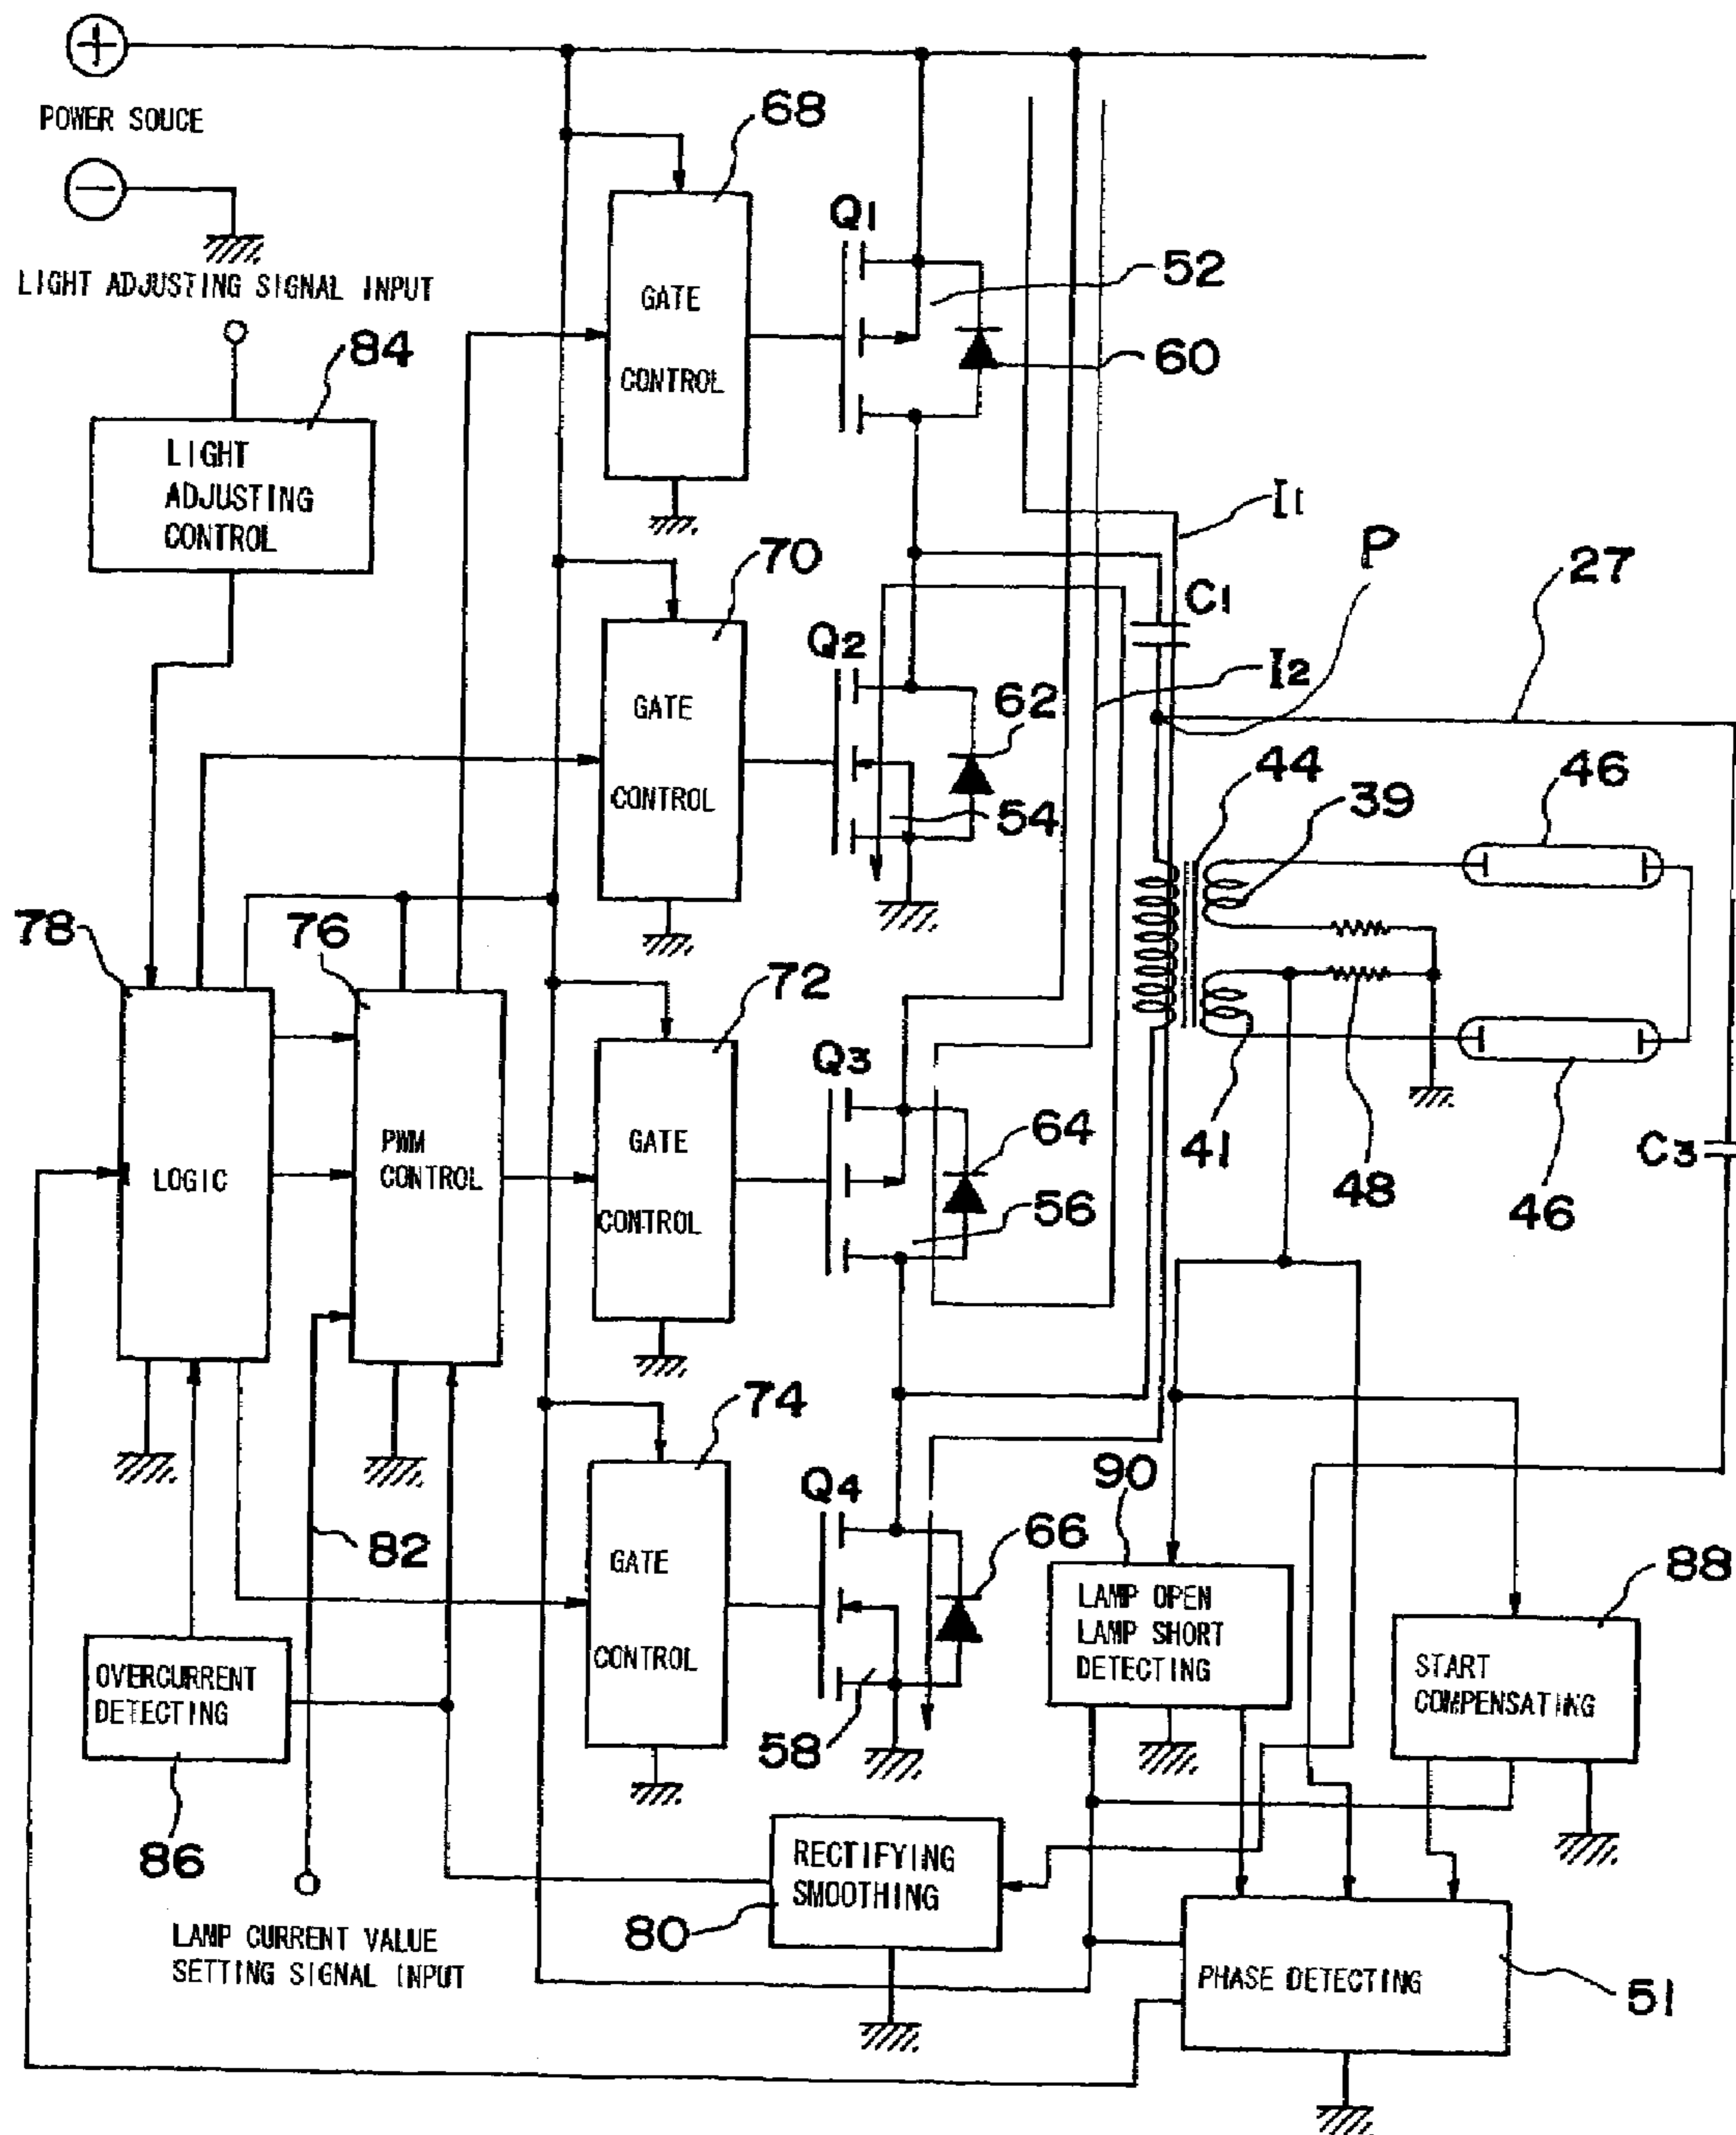 POWER SOUCE
LIGHT ADJUSTING SIGNAL INPUT
84
LIGHT
ADJUSTING
CONTROL
68
GATE
CONTROL
Q1
52
60
I1
P
27
C1
70
GATE
CONTROL
Q2
62
54
I2
44
39
46
78
76
LOGIC
PWM
CONTROL
72
GATE
CONTROL
Q3
64
56
41
48
46
C3
74
GATE
CONTROL
Q4
66
58
90
LAMP OPEN
LAMP SHORT
DETECTING
88
START
COMPENSATING
82
OVERCURRENT
DETECTING
86
LAMP CURRENT VALUE
SETTING SIGNAL INPUT
RECTIFYING
SMOOTHING
80
PHASE DETECTING
51